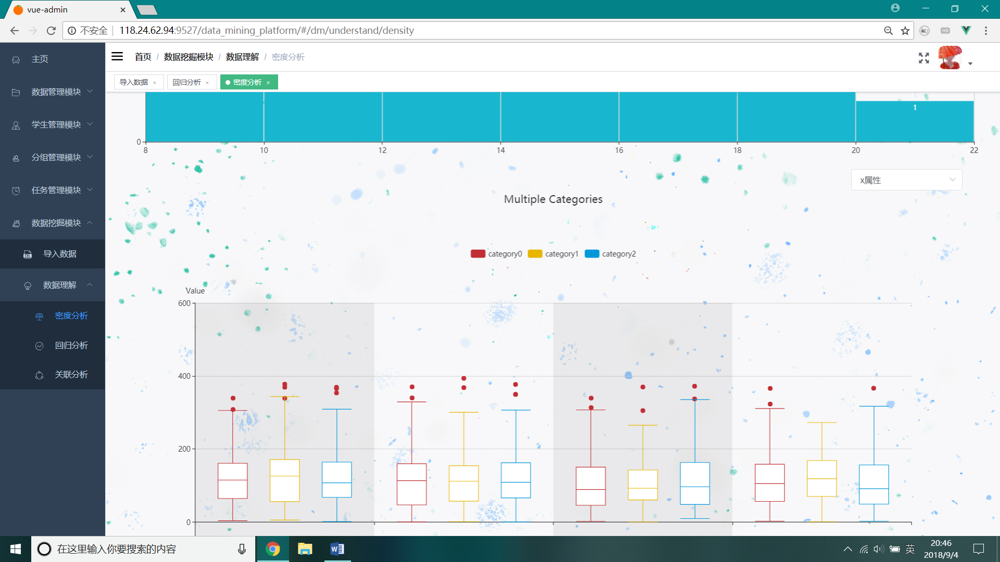 vue-admin
不安全
118.24.62.94:9527/data_mining_platform/#/dm/understand/density
HD
主页
数据管理模块
学生管理模块
分组管理模块
任务管理模块
数据挖掘模块
导入数据
数据理解
密度分析
回归分析
关联分析
首页 / 数据挖掘模块 / 数据理解 / 密度分析
导入数据 × 回归分析 × 密度分析 ×
1
0
8 10 12 14 16 18 20 22
x属性
Multiple Categories
category0 category1 category2
Value
600
400
200
0
在这里输入你要搜索的内容
英
20:46
2018/9/4